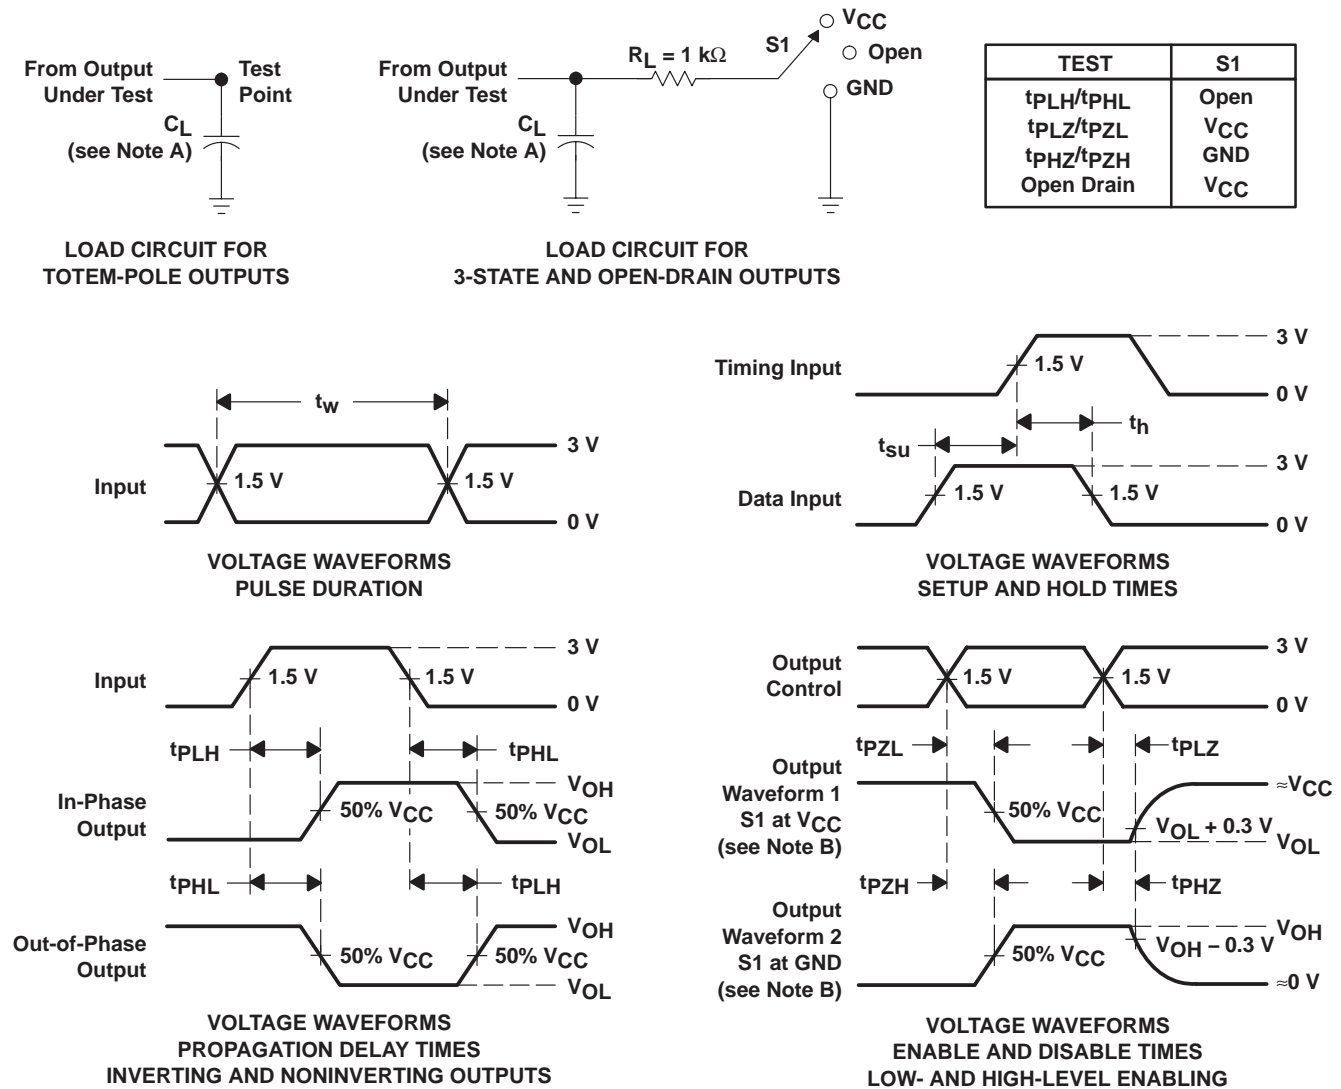 From Output
Under Test
Test
Point
CL
(see Note A)
LOAD CIRCUIT FOR
TOTEM-POLE OUTPUTS
From Output
Under Test
RL = 1 kΩ
S1
VCC
Open
GND
CL
(see Note A)
LOAD CIRCUIT FOR
3-STATE AND OPEN-DRAIN OUTPUTS
TEST S1
tPLH/tPHL Open
tPLZ/tPZL VCC
tPHZ/tPZH GND
Open Drain VCC
tw
Input
1.5 V
1.5 V
3 V
0 V
VOLTAGE WAVEFORMS
PULSE DURATION
Timing Input
1.5 V
3 V
0 V
th
tsu
Data Input
1.5 V
1.5 V
3 V
0 V
VOLTAGE WAVEFORMS
SETUP AND HOLD TIMES
Input
1.5 V
1.5 V
3 V
0 V
tPLH
tPHL
In-Phase
Output
50% VCC
50% VCC
VOH
VOL
tPHL
tPLH
Out-of-Phase
Output
50% VCC
50% VCC
VOH
VOL
VOLTAGE WAVEFORMS
PROPAGATION DELAY TIMES
INVERTING AND NONINVERTING OUTPUTS
Output
Control
1.5 V
1.5 V
3 V
0 V
tPZL
tPLZ
Output
Waveform 1
S1 at VCC
(see Note B)
50% VCC
VOL + 0.3 V
≈VCC
VOL
tPZH
tPHZ
Output
Waveform 2
S1 at GND
(see Note B)
50% VCC
VOH − 0.3 V
VOH
≈0 V
VOLTAGE WAVEFORMS
ENABLE AND DISABLE TIMES
LOW- AND HIGH-LEVEL ENABLING